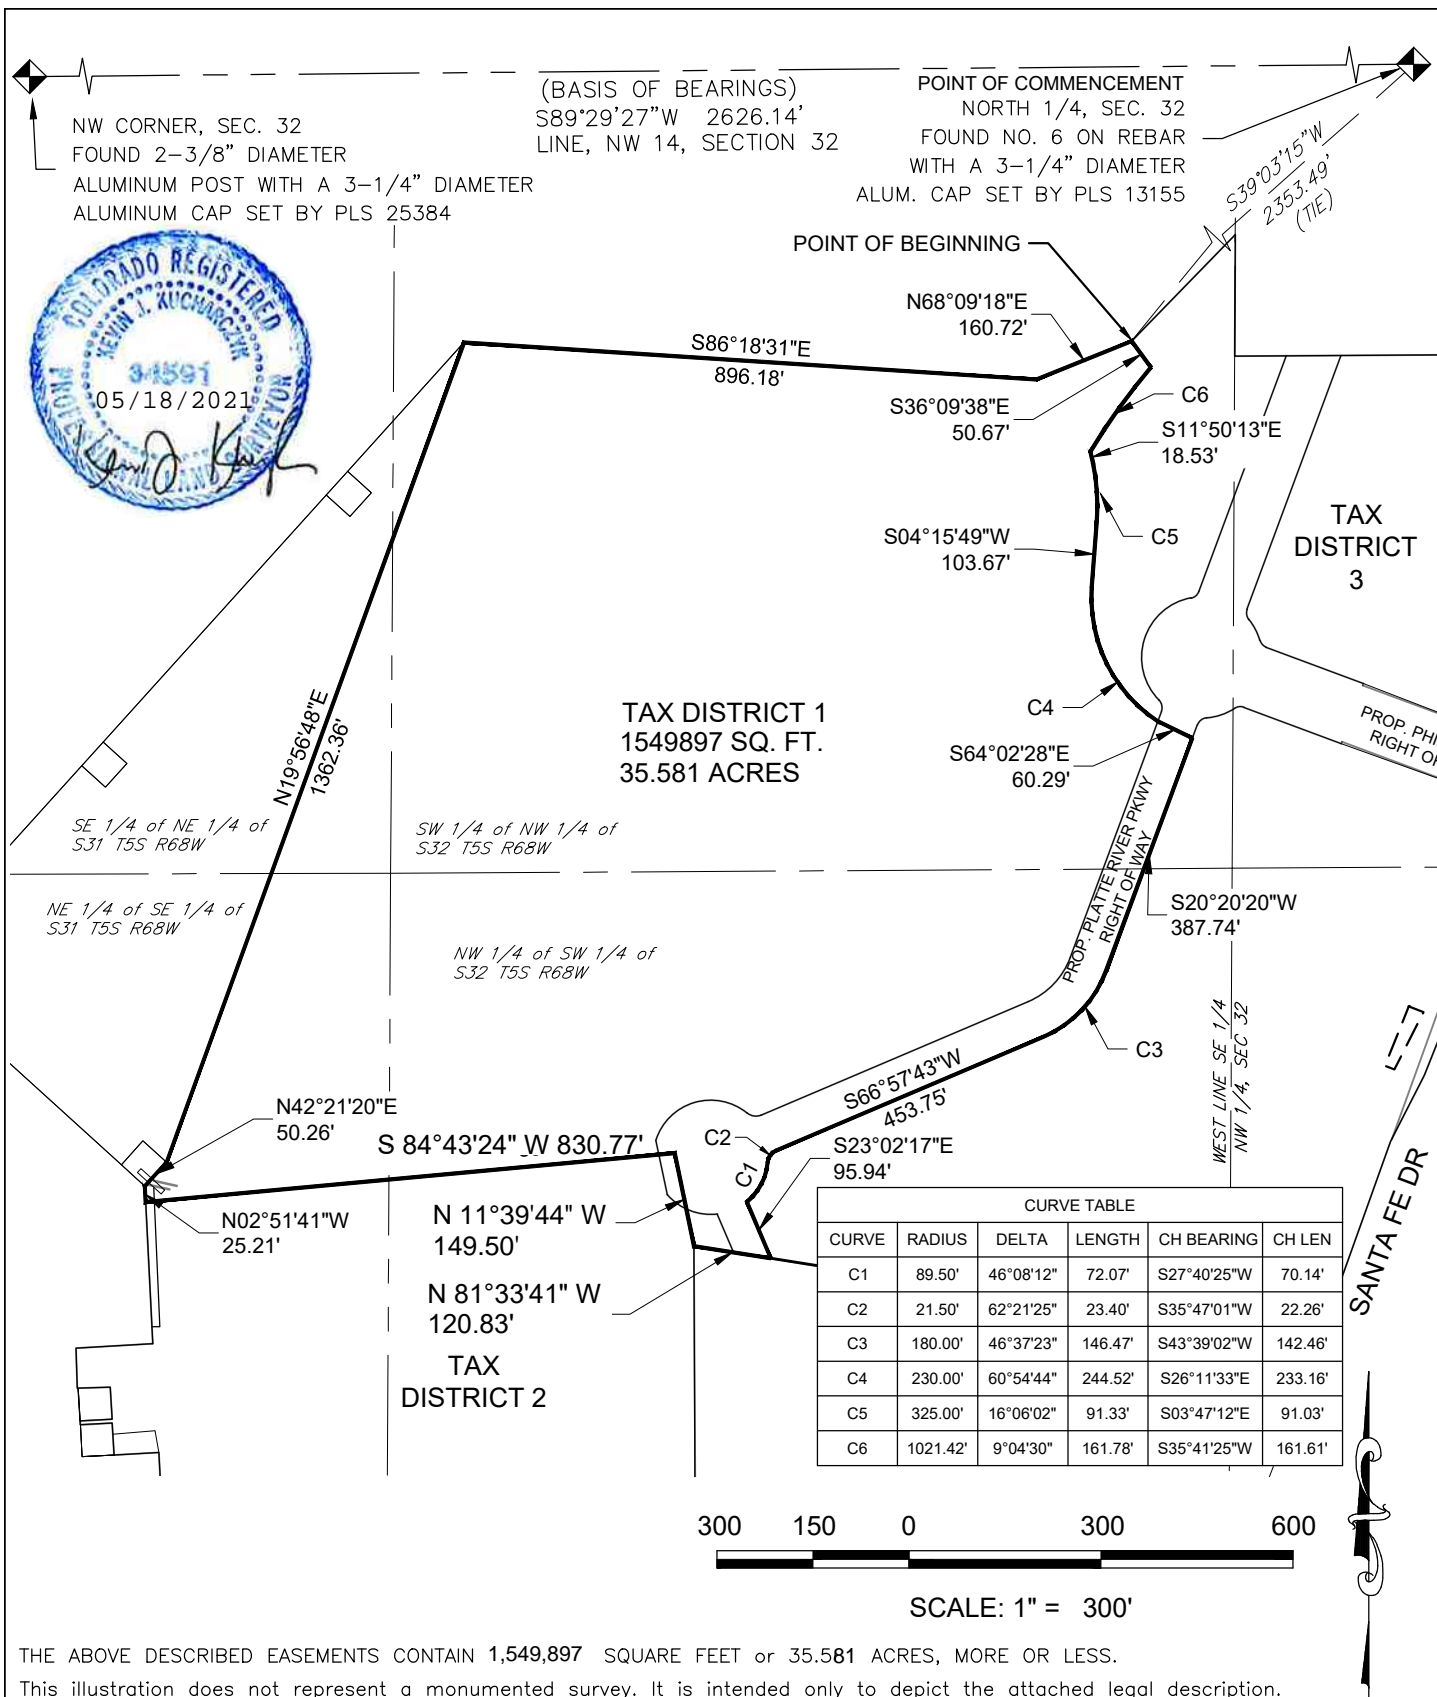 (BASIS OF BEARINGS)
S89°29'27"W 2626.14'
LINE, NW 14, SECTION 32
POINT OF COMMENCEMENT
NORTH 1/4, SEC. 32
FOUND NO. 6 ON REBAR
WITH A 3-1/4" DIAMETER
ALUM. CAP SET BY PLS 13155
NW CORNER, SEC. 32
FOUND 2-3/8" DIAMETER
ALUMINUM POST WITH A 3-1/4" DIAMETER
ALUMINUM CAP SET BY PLS 25384
S39°03'15"W
2353.49'
(TIE)
COLORADO REGISTERED
KEVIN J. KUCHARCZYK
34591
05/18/2021
PROFESSIONAL LAND SURVEYOR
POINT OF BEGINNING
N68°09'18"E
160.72'
S86°18'31"E
896.18'
S36°09'38"E
50.67'
C6
S11°50'13"E
18.53'
C5
S04°15'49"W
103.67'
TAX
DISTRICT
3
C4
S64°02'28"E
60.29'
PROP. PHI
RIGHT OF
N19°56'48"E
1362.36'
TAX DISTRICT 1
1549897 SQ. FT.
35.581 ACRES
SE 1/4 of NE 1/4 of
S31 T5S R68W
SW 1/4 of NW 1/4 of
S32 T5S R68W
NE 1/4 of SE 1/4 of
S31 T5S R68W
NW 1/4 of SW 1/4 of
S32 T5S R68W
PROP. PLATTE RIVER PKWY
RIGHT OF WAY
S20°20'20"W
387.74'
WEST LINE SE 1/4
NW 1/4, SEC 32
C3
S66°57'43"W
453.75'
N42°21'20"E
50.26'
S 84°43'24" W 830.77'
C2
C1
S23°02'17"E
95.94'
N02°51'41"W
25.21'
N 11°39'44" W
149.50'
N 81°33'41" W
120.83'
TAX
DISTRICT 2
SANTA FE DR
CURVE TABLE
CURVE RADIUS DELTA LENGTH CH BEARING CH LEN
C1 89.50' 46°08'12" 72.07' S27°40'25"W 70.14'
C2 21.50' 62°21'25" 23.40' S35°47'01"W 22.26'
C3 180.00' 46°37'23" 146.47' S43°39'02"W 142.46'
C4 230.00' 60°54'44" 244.52' S26°11'33"E 233.16'
C5 325.00' 16°06'02" 91.33' S03°47'12"E 91.03'
C6 1021.42' 9°04'30" 161.78' S35°41'25"W 161.61'
300 150 0 300 600
SCALE: 1" = 300'
THE ABOVE DESCRIBED EASEMENTS CONTAIN 1,549,897 SQUARE FEET or 35.581 ACRES, MORE OR LESS.
This illustration does not represent a monumented survey. It is intended only to depict the attached legal description.